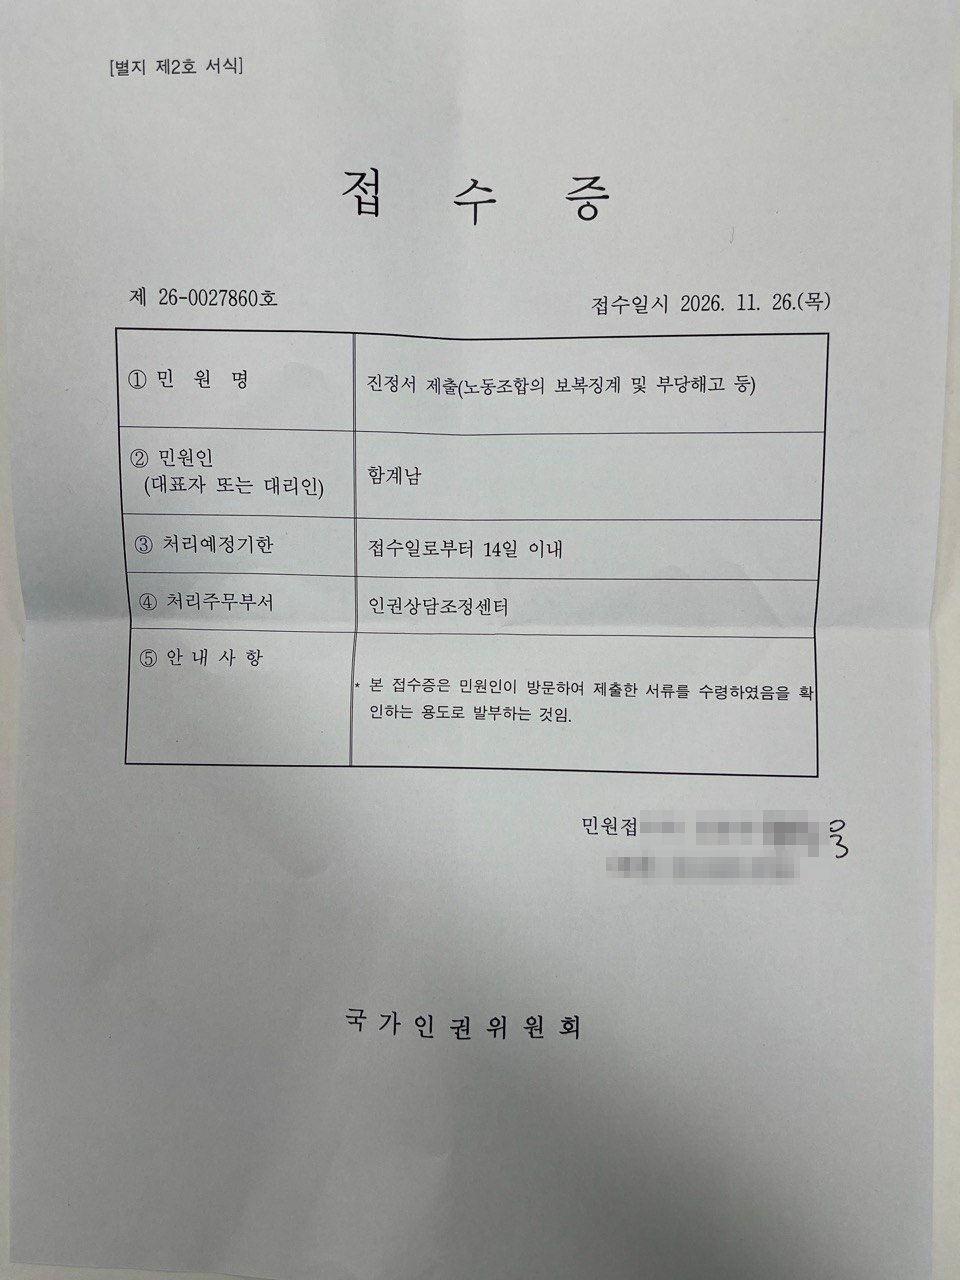 [별지 제2호 서식]
접 수 증
제 26-0027860호
접수일시 2026. 11. 26.(목)
① 민 원 명
진정서 제출(노동조합의 보복징계 및 부당해고 등)
② 민원인
(대표자 또는 대리인)
함계남
③ 처리예정기한
접수일로부터 14일 이내
④ 처리주무부서
인권상담조정센터
⑤ 안 내 사 항
* 본 접수증은 민원인이 방문하여 제출한 서류를 수령하였음을 확
인하는 용도로 발부하는 것임.
민원접
국 가 인 권 위 원 회